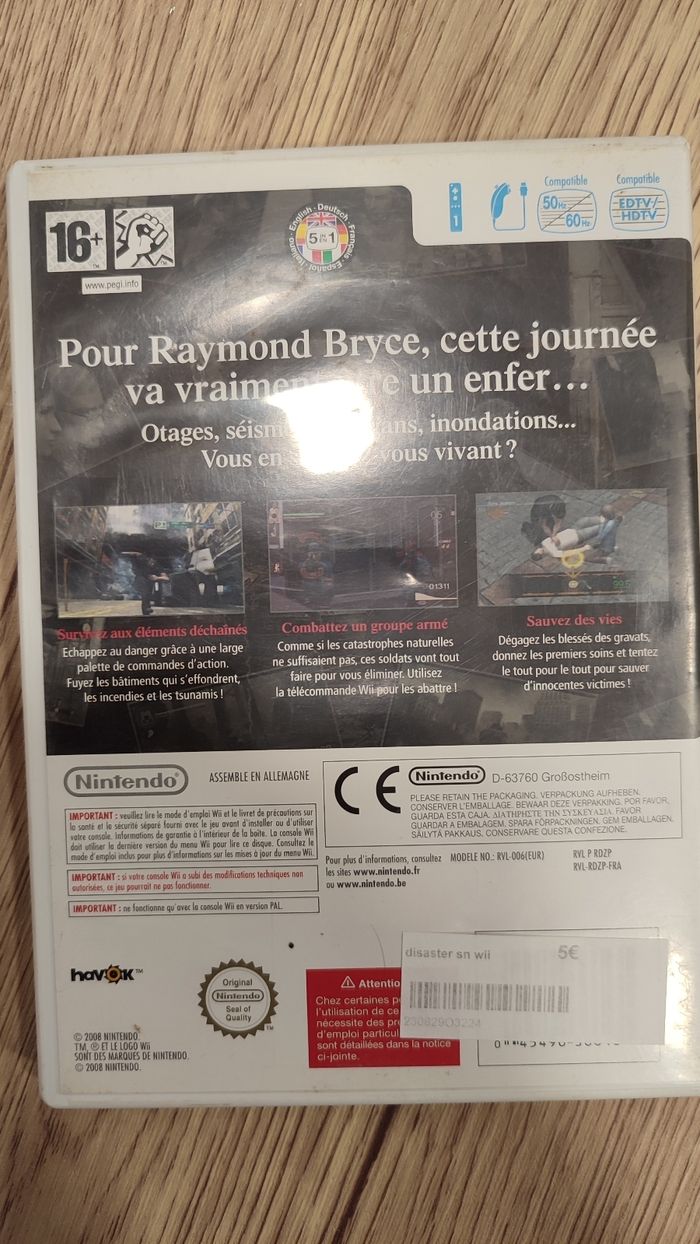 Compatible
Compatible
16+
www.pegi.info
English · Deutsch · Français · Español · Italiano
5 IN EN 1
1
50Hz
60Hz
EDTV/
HDTV
Pour Raymond Bryce, cette journée
va un enfer...
Otages, inondations...
Vous vous vivant ?
01311
Survivez aux éléments déchaînés
Echappez au danger grâce à une large
palette de commandes d'action.
Fuyez les bâtiments qui s'effondrent,
les incendies et les tsunamis !
Combattez un groupe armé
Comme si les catastrophes naturelles
ne suffisaient pas, ces soldats vont tout
faire pour vous éliminer. Utilisez
la télécommande Wii pour les abattre !
Sauvez des vies
Dégagez les blessés des gravats,
donnez les premiers soins et tentez
le tout pour le tout pour sauver
d'innocentes victimes !
Nintendo®
ASSEMBLE EN ALLEMAGNE
IMPORTANT : veuillez lire le mode d'emploi Wii et le livret de précautions sur
la santé et la sécurité séparé fourni avec le jeu avant d'installer ou d'utiliser
votre console. Informations de garantie à l'intérieur de la boîte. La console Wii
doit utiliser la dernière version du menu Wii pour lire ce disque. Consultez le
mode d'emploi inclus pour plus d'informations sur les mises à jour du menu Wii.
IMPORTANT : si votre console Wii a subi des modifications techniques non
autorisées, ce jeu pourrait ne pas fonctionner.
IMPORTANT : ne fonctionne qu'avec la console Wii en version PAL.
CE
Nintendo® D-63760 Großostheim
PLEASE RETAIN THE PACKAGING. VERPACKUNG AUFHEBEN.
CONSERVER L'EMBALLAGE. BEWAAR DEZE VERPAKKING. POR FAVOR,
GUARDA ESTA CAJA. ΔΙΑΤΗΡΗΣΤΕ ΤΗ ΣΥΣΚΕΥΑΣΙΑ. FAVOR
GUARDAR A EMBALAGEM. SPARA FÖRPACKNINGEN. GEM EMBALLAGEN.
SÄILYTÄ PAKKAUS. CONSERVARE QUESTA CONFEZIONE.
Pour plus d'informations, consultez
les sites www.nintendo.fr
ou www.nintendo.be
MODELE NO.: RVL-006(EUR)
RVL P RDZP
RVL-RDZP-FRA
havok™
Original
Nintendo®
Seal of
Quality
© 2008 NINTENDO.
TM, ® ET LE LOGO Wii
SONT DES MARQUES DE NINTENDO.
© 2008 NINTENDO.
Attentio
Chez certaines
l'utilisation de ce
nécessite des
d'emploi particul
sont détaillées dans la notice
ci-jointe.
disaster sn wii 5€